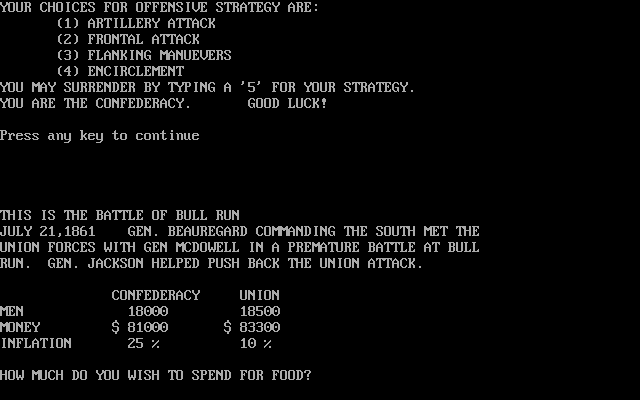 YOUR CHOICES FOR OFFENSIVE STRATEGY ARE:
(1) ARTILLERY ATTACK
(2) FRONTAL ATTACK
(3) FLANKING MANUEVERS
(4) ENCIRCLEMENT
YOU MAY SURRENDER BY TYPING A '5' FOR YOUR STRATEGY.
YOU ARE THE CONFEDERACY. GOOD LUCK!
Press any key to continue
THIS IS THE BATTLE OF BULL RUN
JULY 21,1861 GEN. BEAUREGARD COMMANDING THE SOUTH MET THE
UNION FORCES WITH GEN MCDOWELL IN A PREMATURE BATTLE AT BULL
RUN. GEN. JACKSON HELPED PUSH BACK THE UNION ATTACK.
CONFEDERACY UNION
MEN 18000 18500
MONEY $ 81000 $ 83300
INFLATION 25 % 10 %
HOW MUCH DO YOU WISH TO SPEND FOR FOOD?